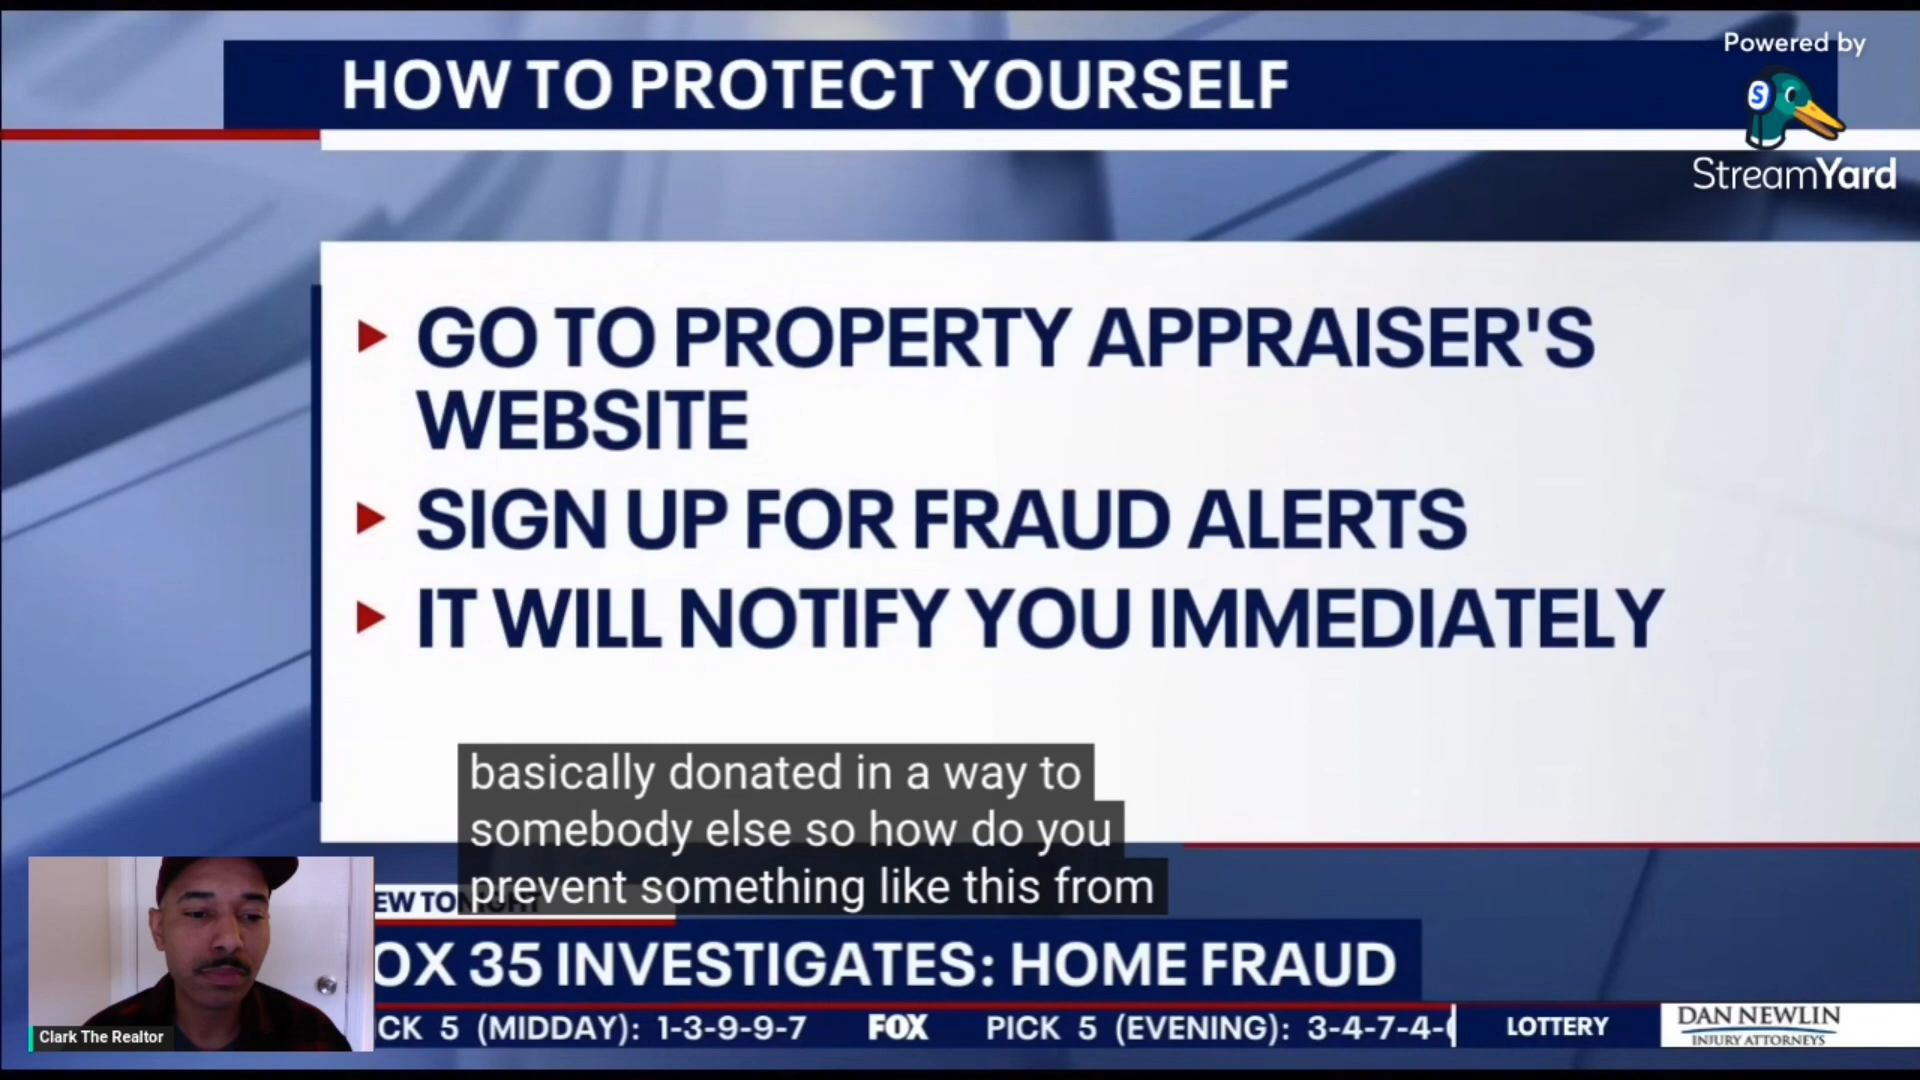 HOW TO PROTECT YOURSELF
Powered by
StreamYard
GO TO PROPERTY APPRAISER'S
WEBSITE
SIGN UP FOR FRAUD ALERTS
IT WILL NOTIFY YOU IMMEDIATELY
basically donated in a way to
somebody else so how do you
prevent something like this from
EW TONIGHT
OX 35 INVESTIGATES: HOME FRAUD
Clark The Realtor
CK 5 (MIDDAY): 1-3-9-9-7 FOX PICK 5 (EVENING): 3-4-7-4- LOTTERY
DAN NEWLIN
INJURY ATTORNEYS